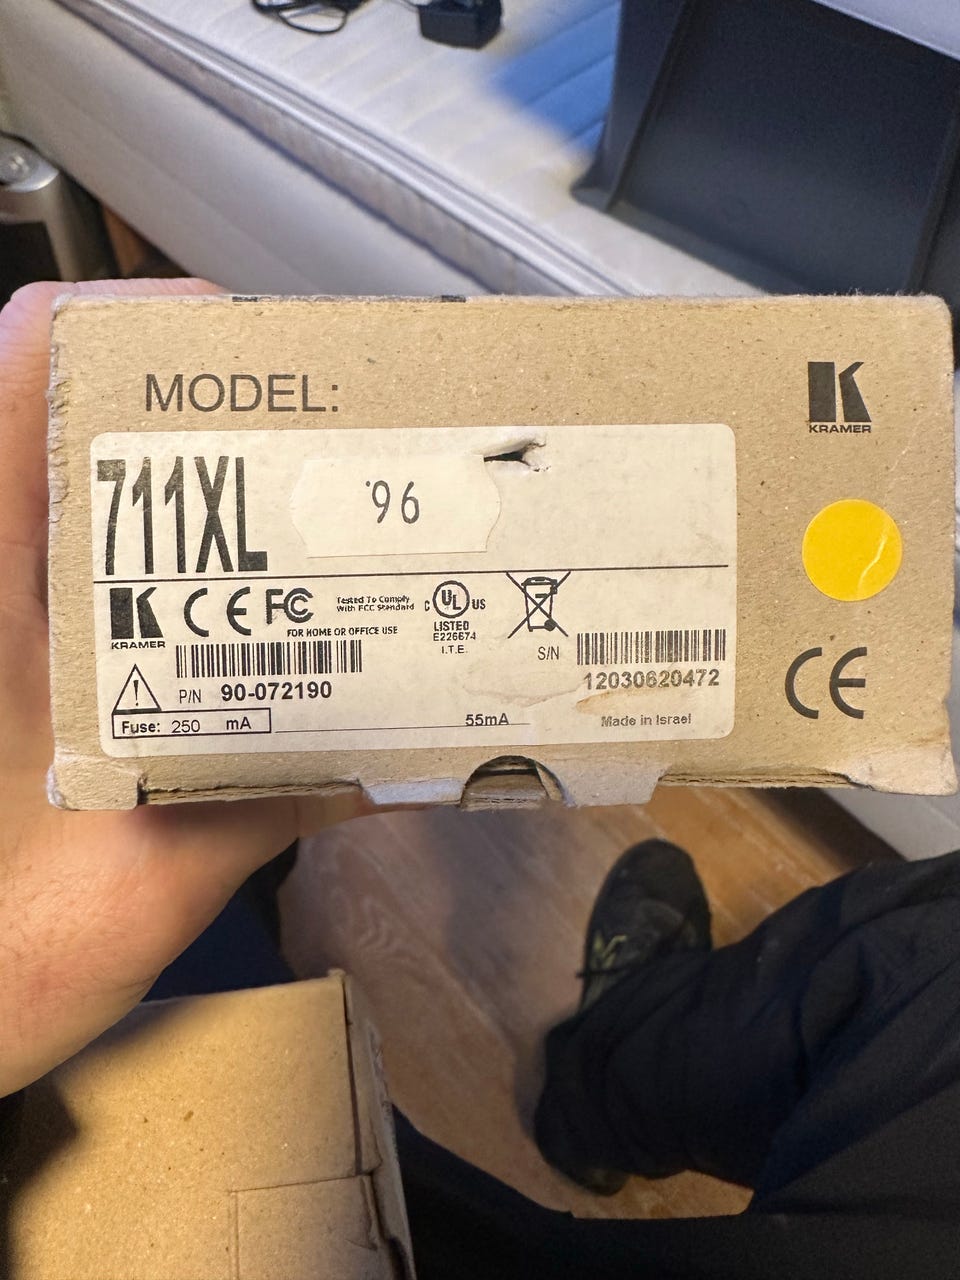 MODEL:
K
KRAMER
711XL
'96
K
KRAMER
CE FC
Tested To Comply
With FCC Standard
FOR HOME OR OFFICE USE
C UL US
LISTED
E226674
I.T.E.
P/N 90-072190
S/N
12030620472
Fuse: 250 mA
55mA
Made in Israel
CE